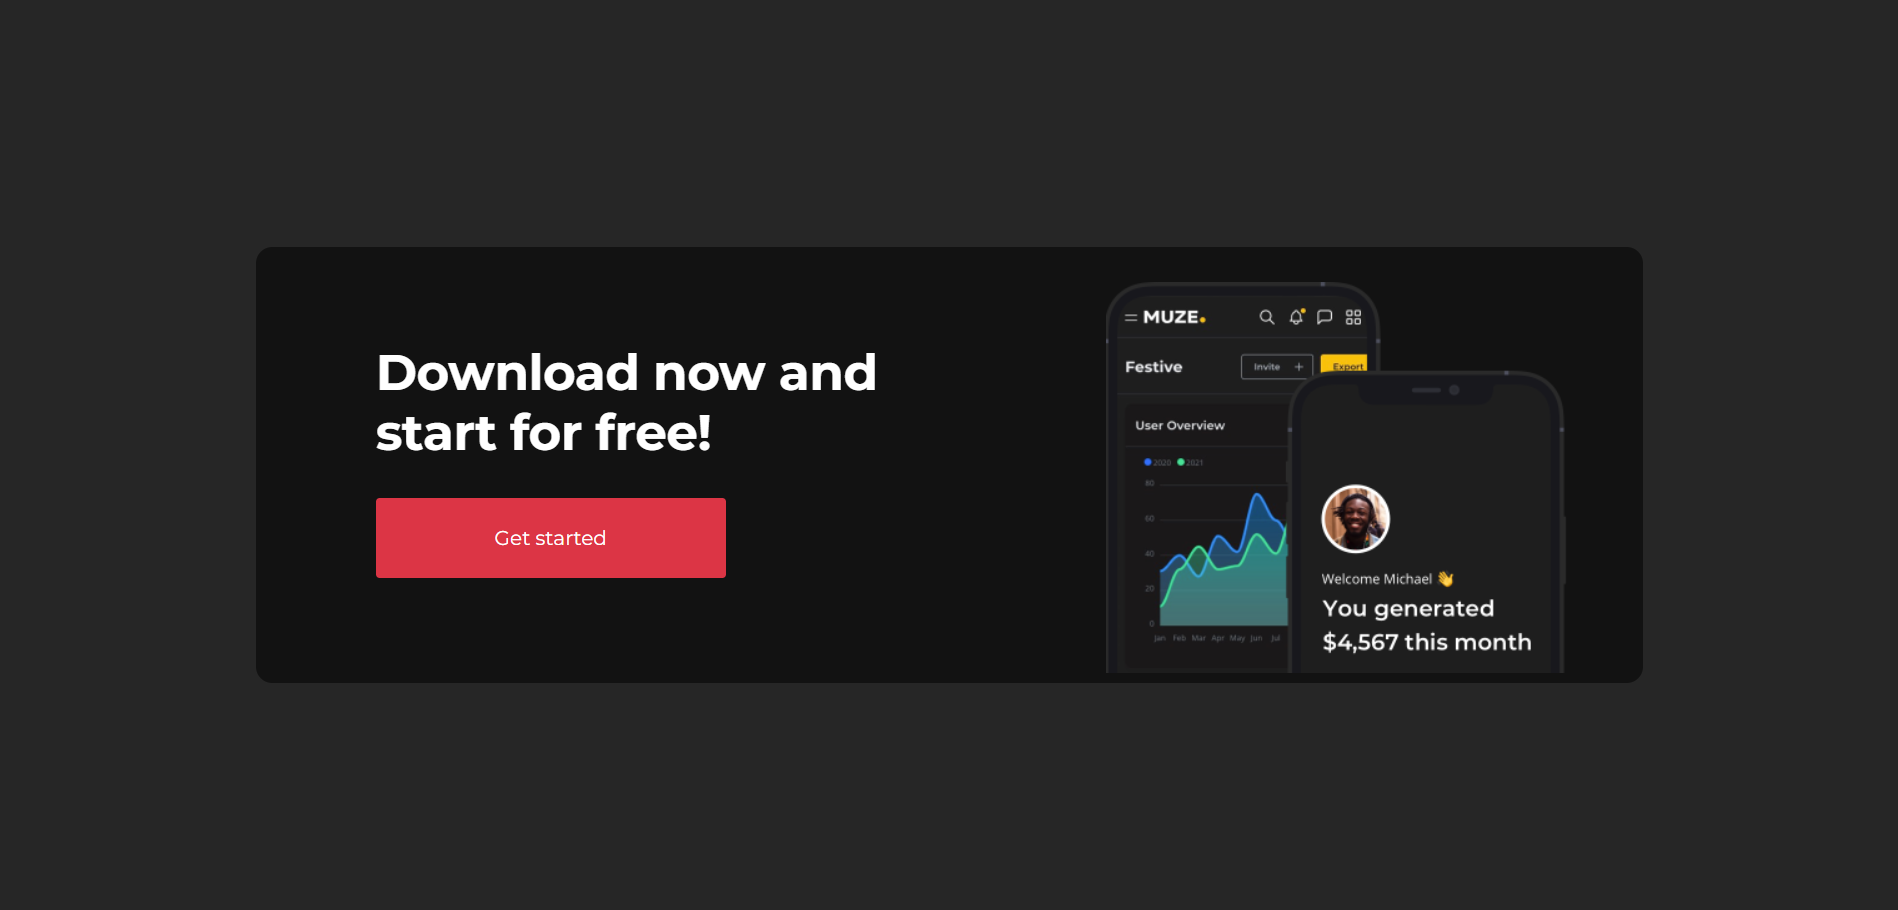 Download now and
start for free!
Get started
MUZE.
Festive
Invite +
Export
User Overview
2020 2021
80
60
40
20
0
Jan Feb Mar Apr May Jun Jul
Welcome Michael 👋
You generated
$4,567 this month